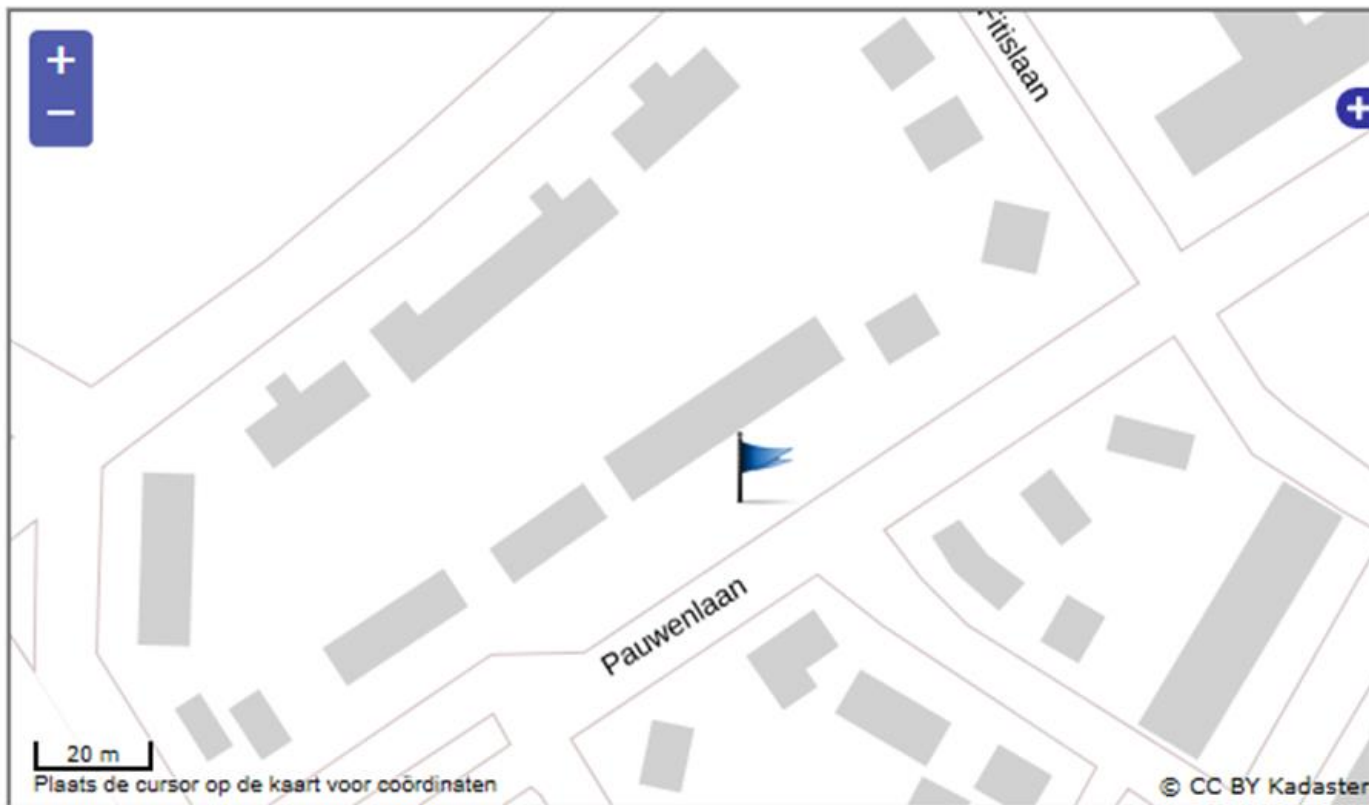 +
−
Fitislaan
+
Pauwenlaan
20 m
Plaats de cursor op de kaart voor coördinaten
© CC BY Kadaster